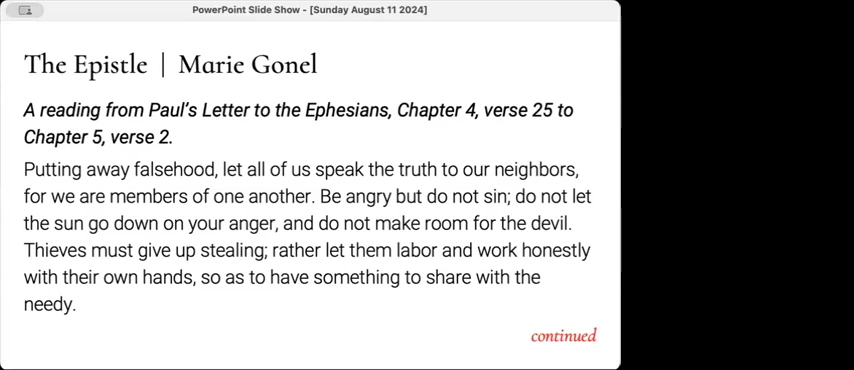 PowerPoint Slide Show - [Sunday August 11 2024]
The Epistle | Marie Gonel
A reading from Paul’s Letter to the Ephesians, Chapter 4, verse 25 to
Chapter 5, verse 2.
Putting away falsehood, let all of us speak the truth to our neighbors,
for we are members of one another. Be angry but do not sin; do not let
the sun go down on your anger, and do not make room for the devil.
Thieves must give up stealing; rather let them labor and work honestly
with their own hands, so as to have something to share with the
needy.
continued